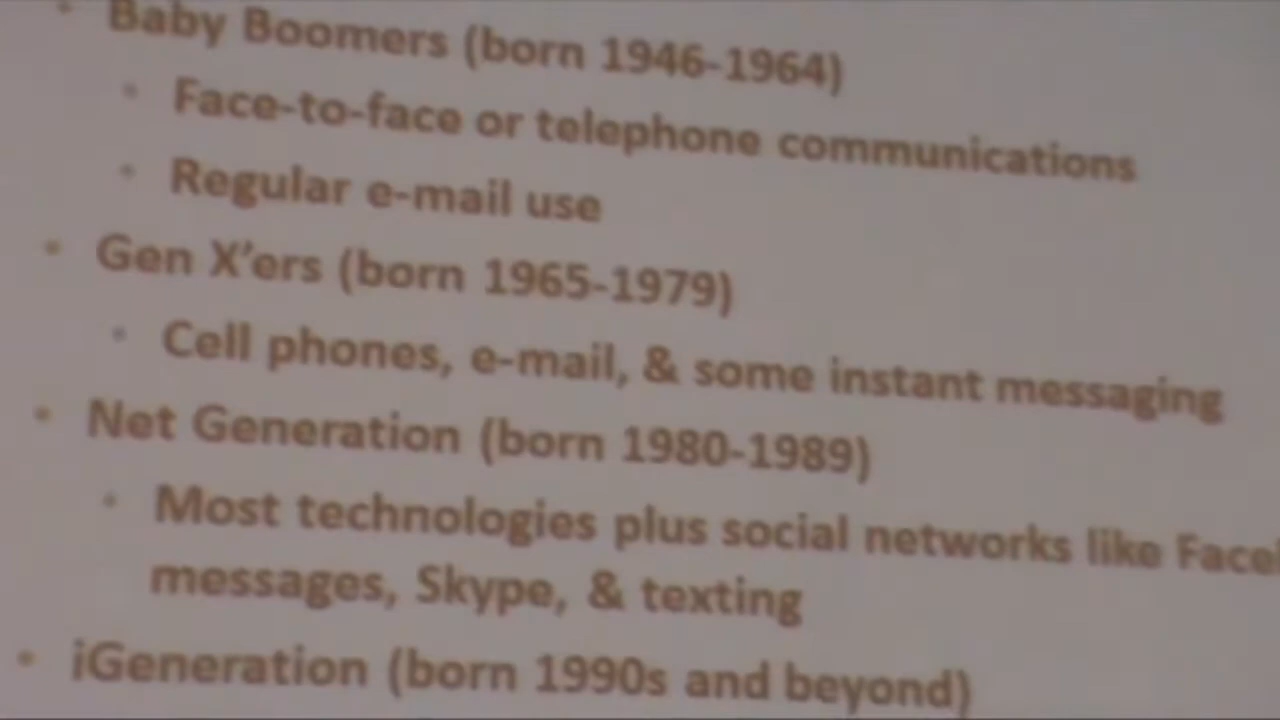 Baby Boomers (born 1946-1964)
Face-to-face or telephone communications
Regular e-mail use
Gen X'ers (born 1965-1979)
Cell phones, e-mail, & some instant messaging
Net Generation (born 1980-1989)
Most technologies plus social networks like
messages, Skype, & texting
iGeneration (born 1990s and beyond)